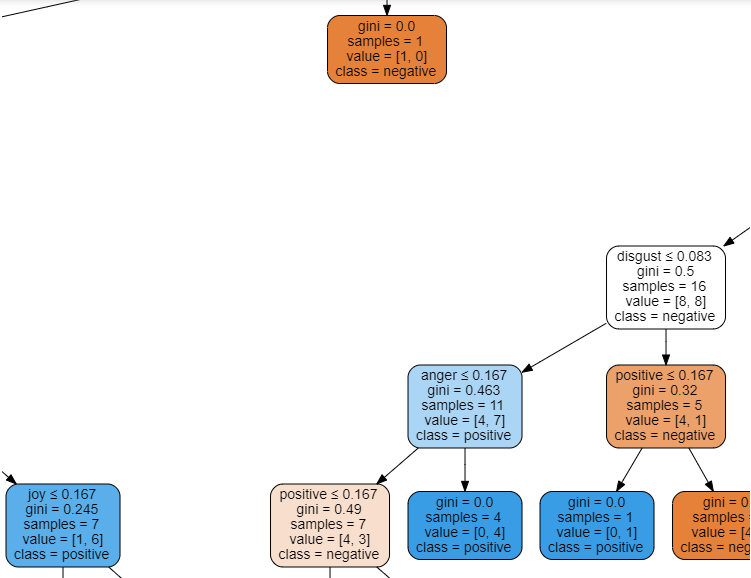 gini = 0.0
samples = 1
value = [1, 0]
class = negative
disgust ≤ 0.083
gini = 0.5
samples = 16
value = [8, 8]
class = negative
anger ≤ 0.167
gini = 0.463
samples = 11
value = [4, 7]
class = positive
positive ≤ 0.167
gini = 0.32
samples = 5
value = [4, 1]
class = negative
joy ≤ 0.167
gini = 0.245
samples = 7
value = [1, 6]
class = positive
positive ≤ 0.167
gini = 0.49
samples = 7
value = [4, 3]
class = negative
gini = 0.0
samples = 4
value = [0, 4]
class = positive
gini = 0.0
samples = 1
value = [0, 1]
class = positive
gini = 0.
samples
value = [4
class = neg